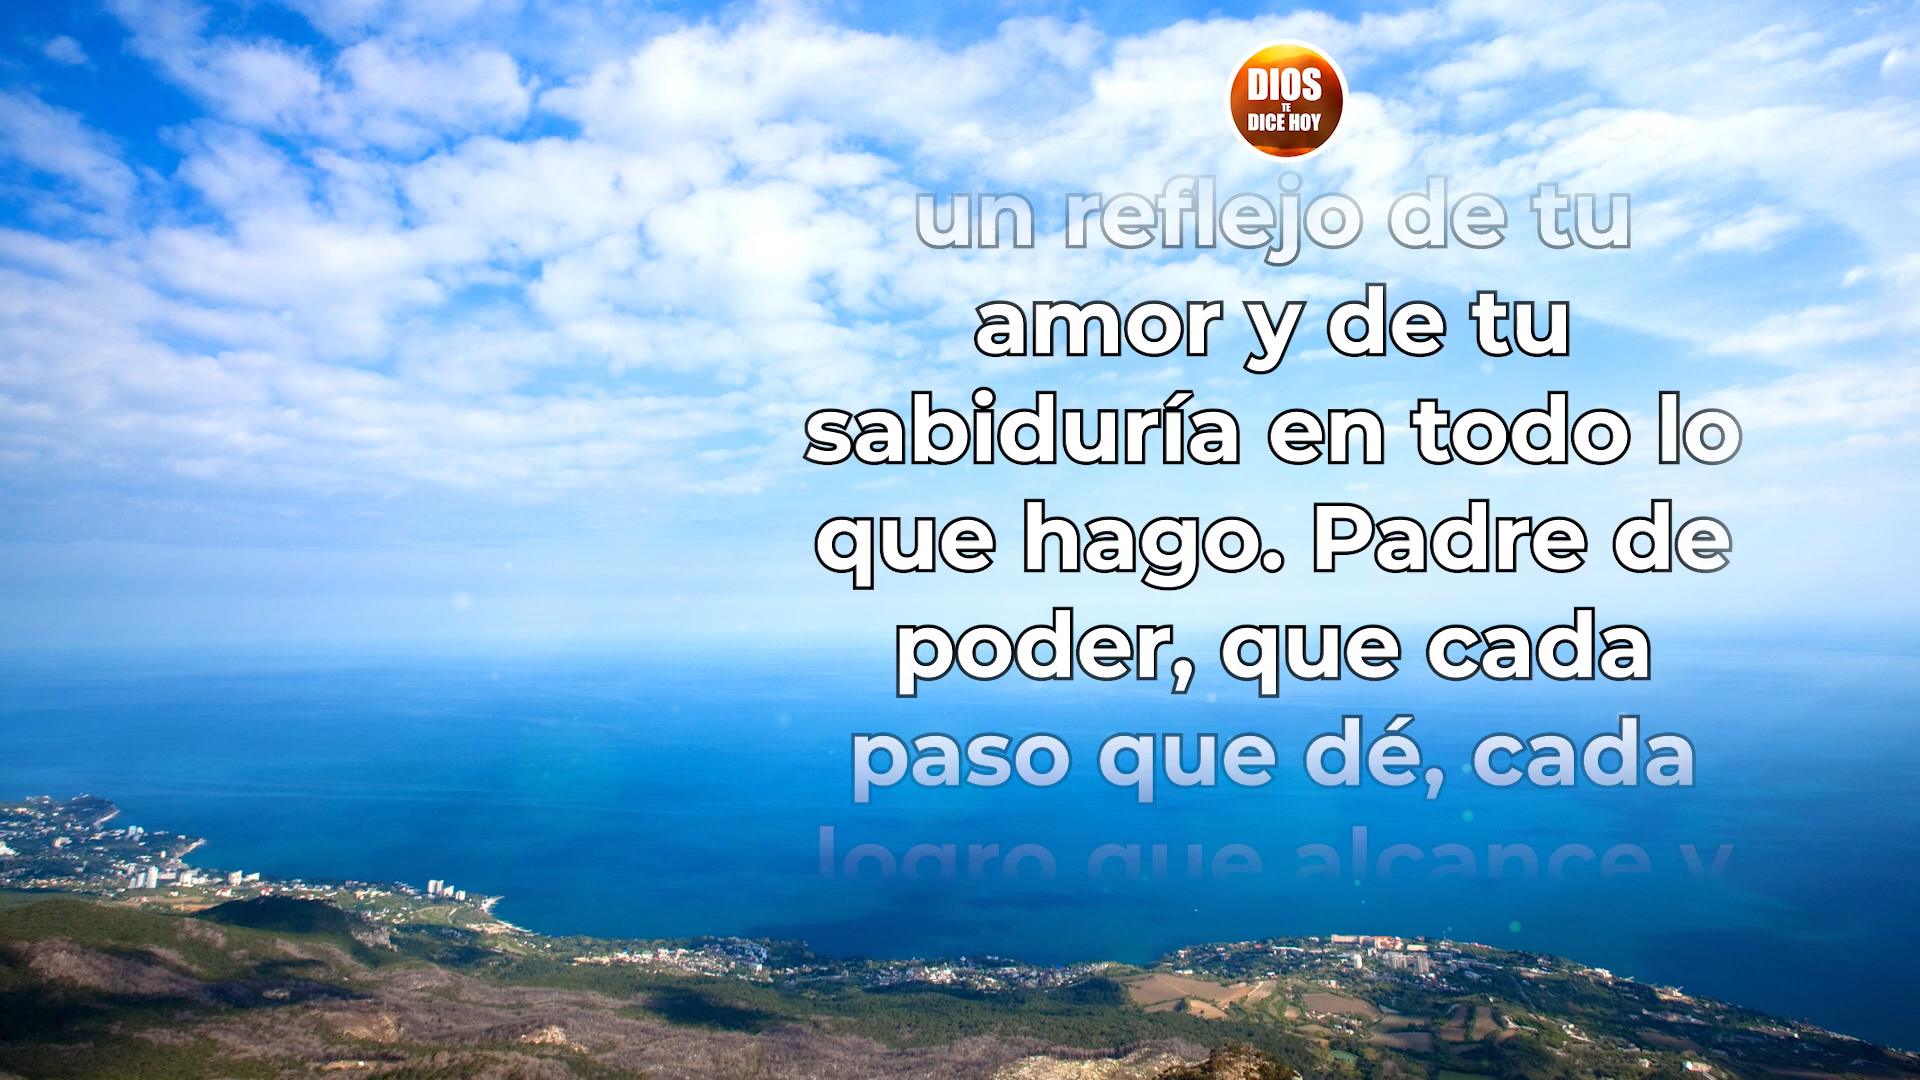 DIOS
TE
DICE HOY
un reflejo de tu
amor y de tu
sabiduría en todo lo
que hago. Padre de
poder, que cada
paso que dé, cada
logro que alcance y